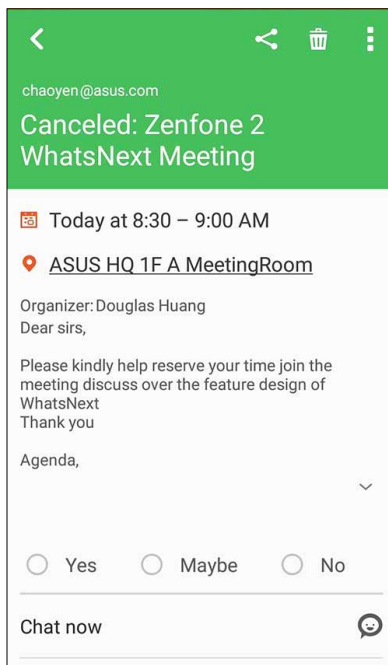 chaoyen@asus.com
Canceled: Zenfone 2
WhatsNext Meeting
Today at 8:30 – 9:00 AM
ASUS HQ 1F A MeetingRoom
Organizer: Douglas Huang
Dear sirs,
Please kindly help reserve your time join the
meeting discuss over the feature design of
WhatsNext
Thank you
Agenda,
Yes Maybe No
Chat now